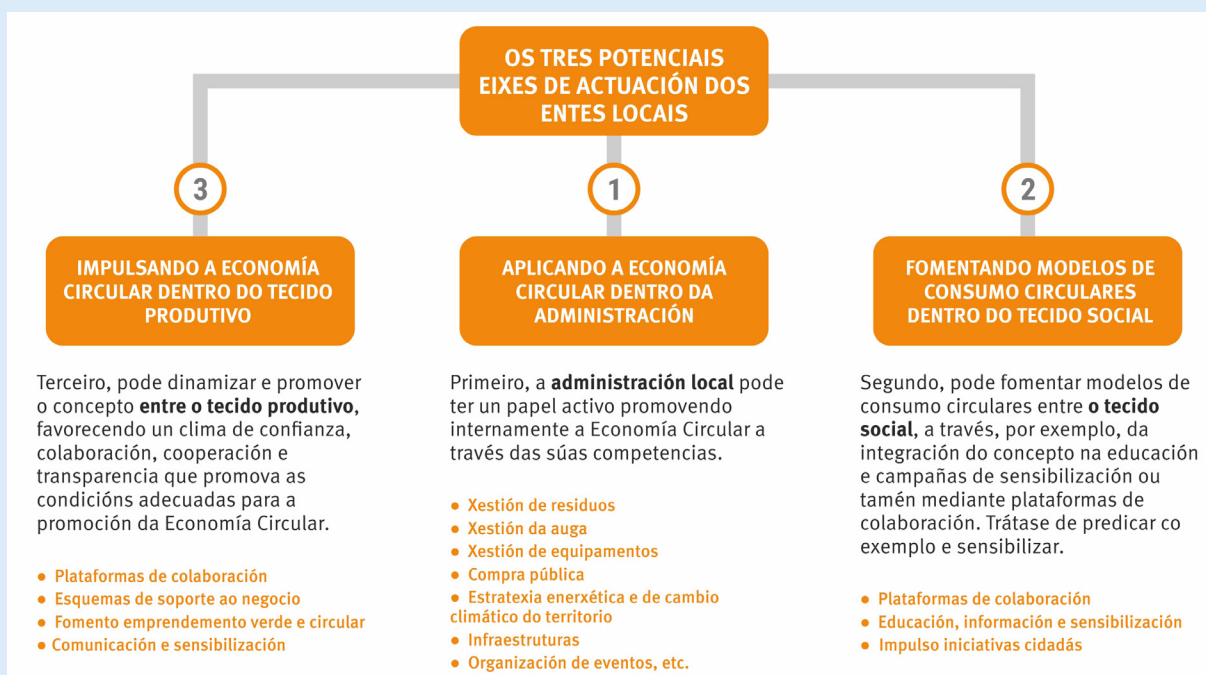 OS TRES POTENCIAIS
EIXES DE ACTUACIÓN DOS
ENTES LOCAIS
3
IMPULSANDO A ECONOMÍA
CIRCULAR DENTRO DO TECIDO
PRODUTIVO
Terceiro, pode dinamizar e promover
o concepto entre o tecido produtivo,
favorecendo un clima de confianza,
colaboración, cooperación e
transparencia que promova as
condicións adecuadas para a
promoción da Economía Circular.
● Plataformas de colaboración
● Esquemas de soporte ao negocio
● Fomento emprendemento verde e circular
● Comunicación e sensibilización
1
APLICANDO A ECONOMÍA
CIRCULAR DENTRO DA
ADMINISTRACIÓN
Primeiro, a administración local pode
ter un papel activo promovendo
internamente a Economía Circular a
través das súas competencias.
● Xestión de residuos
● Xestión da auga
● Xestión de equipamentos
● Compra pública
● Estratexia enerxética e de cambio
climático do territorio
● Infraestruturas
● Organización de eventos, etc.
2
FOMENTANDO MODELOS DE
CONSUMO CIRCULARES
DENTRO DO TECIDO SOCIAL
Segundo, pode fomentar modelos de
consumo circulares entre o tecido
social, a través, por exemplo, da
integración do concepto na educación
e campañas de sensibilización ou
tamén mediante plataformas de
colaboración. Trátase de predicar co
exemplo e sensibilizar.
● Plataformas de colaboración
● Educación, información e sensibilización
● Impulso iniciativas cidadás